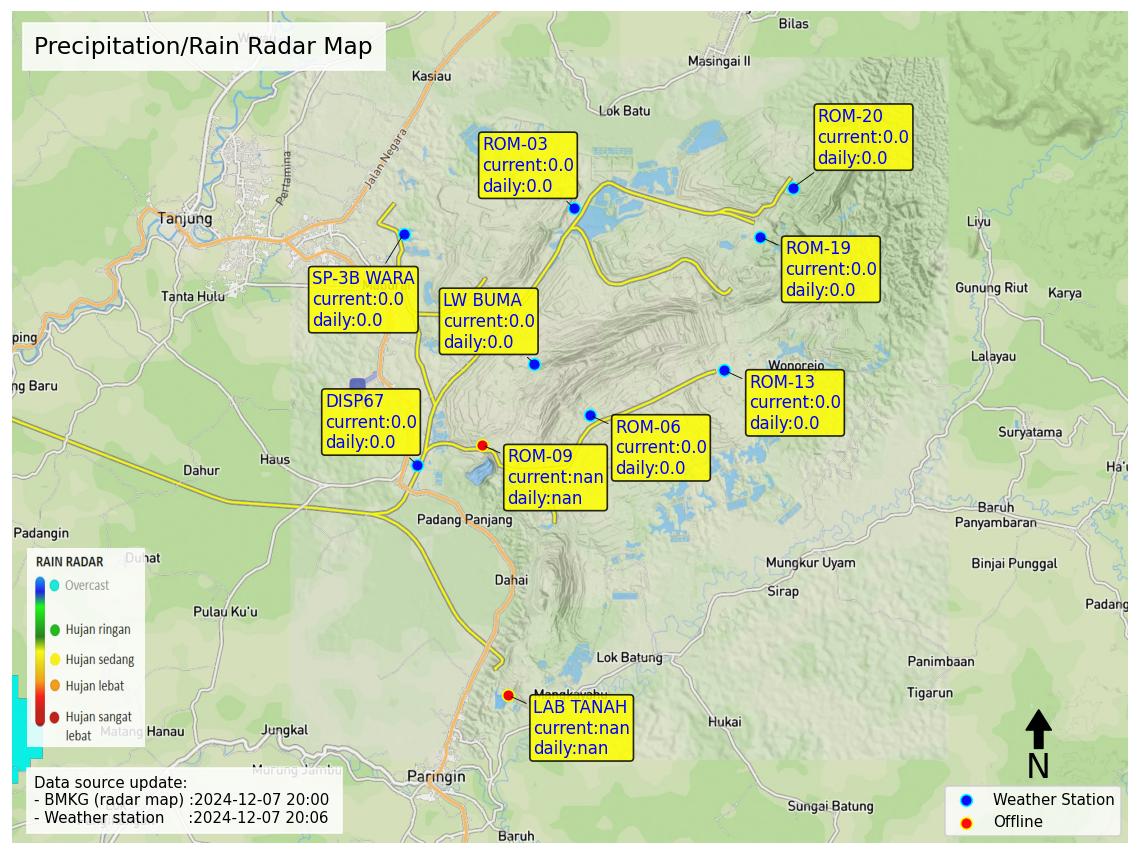 Precipitation/Rain Radar Map
Bilas
Masingai II
Kasiau
Lok Batu
Jalan Negara
Pertamina
Tanjung
Tanta Hulu
ROM-03
current:0.0
daily:0.0
ROM-20
current:0.0
daily:0.0
ROM-19
current:0.0
daily:0.0
SP-3B WARA
current:0.0
daily:0.0
LW BUMA
current:0.0
daily:0.0
Liyu
Gunung Riut
Karya
Lalayau
Wonorejo
ROM-13
current:0.0
daily:0.0
ping
ng Baru
DISP67
current:0.0
daily:0.0
ROM-06
current:0.0
daily:0.0
ROM-09
current:nan
daily:nan
Suryatama
Ha'u
Dahur
Haus
Padang Panjang
Baruh
Panyambaran
Padangin
Duhat
Dahai
Mungkur Uyam
Binjai Punggal
Sirap
Padang
Pulau Ku'u
RAIN RADAR
Overcast
Hujan ringan
Hujan sedang
Hujan lebat
Hujan sangat
lebat
Lok Batung
Panimbaan
Tigarun
Mangkayahu
LAB TANAH
current:nan
daily:nan
Hukai
Matang Hanau
Jungkal
Murung Jambu
Paringin
Sungai Batung
Baruh
N
Data source update:
- BMKG (radar map) :2024-12-07 20:00
- Weather station :2024-12-07 20:06
Weather Station
Offline